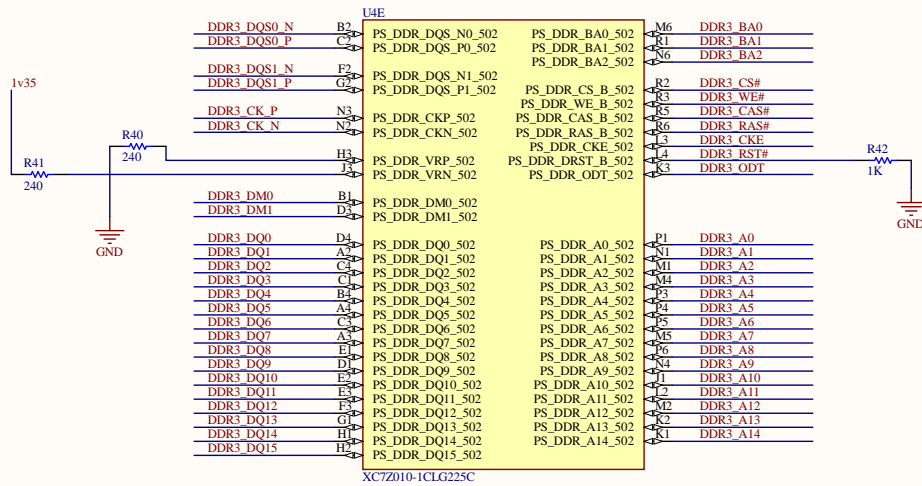 U4E
DDR3_DQS0_N B2 PS_DDR_DQS_N0_502 PS_DDR_BA0_502 M6 DDR3_BA0
DDR3_DQS0_P C2 PS_DDR_DQS_P0_502 PS_DDR_BA1_502 R1 DDR3_BA1
PS_DDR_BA2_502 N6 DDR3_BA2
DDR3_DQS1_N F2 PS_DDR_DQS_N1_502
DDR3_DQS1_P G2 PS_DDR_DQS_P1_502 PS_DDR_CS_B_502 R2 DDR3_CS#
1v35
PS_DDR_WE_B_502 R3 DDR3_WE#
DDR3_CK_P N3 PS_DDR_CKP_502 PS_DDR_CAS_B_502 R5 DDR3_CAS#
DDR3_CK_N N2 PS_DDR_CKN_502 PS_DDR_RAS_B_502 R6 DDR3_RAS#
PS_DDR_CKE_502 L3 DDR3_CKE
R40
240
H3 PS_DDR_VRP_502 PS_DDR_DRST_B_502 L4 DDR3_RST#
R42
1K
R41
240
J3 PS_DDR_VRN_502 PS_DDR_ODT_502 K3 DDR3_ODT
DDR3_DM0 B1 PS_DDR_DM0_502
DDR3_DM1 D3 PS_DDR_DM1_502
GND
GND
DDR3_DQ0 D4 PS_DDR_DQ0_502 PS_DDR_A0_502 P1 DDR3_A0
DDR3_DQ1 A2 PS_DDR_DQ1_502 PS_DDR_A1_502 N1 DDR3_A1
DDR3_DQ2 C4 PS_DDR_DQ2_502 PS_DDR_A2_502 M1 DDR3_A2
DDR3_DQ3 C1 PS_DDR_DQ3_502 PS_DDR_A3_502 M4 DDR3_A3
DDR3_DQ4 B4 PS_DDR_DQ4_502 PS_DDR_A4_502 P3 DDR3_A4
DDR3_DQ5 A4 PS_DDR_DQ5_502 PS_DDR_A5_502 P4 DDR3_A5
DDR3_DQ6 C3 PS_DDR_DQ6_502 PS_DDR_A6_502 P5 DDR3_A6
DDR3_DQ7 A3 PS_DDR_DQ7_502 PS_DDR_A7_502 M5 DDR3_A7
DDR3_DQ8 E1 PS_DDR_DQ8_502 PS_DDR_A8_502 P6 DDR3_A8
DDR3_DQ9 D1 PS_DDR_DQ9_502 PS_DDR_A9_502 N4 DDR3_A9
DDR3_DQ10 E2 PS_DDR_DQ10_502 PS_DDR_A10_502 J1 DDR3_A10
DDR3_DQ11 E3 PS_DDR_DQ11_502 PS_DDR_A11_502 L2 DDR3_A11
DDR3_DQ12 F3 PS_DDR_DQ12_502 PS_DDR_A12_502 M2 DDR3_A12
DDR3_DQ13 G1 PS_DDR_DQ13_502 PS_DDR_A13_502 K2 DDR3_A13
DDR3_DQ14 H1 PS_DDR_DQ14_502 PS_DDR_A14_502 K1 DDR3_A14
DDR3_DQ15 H2 PS_DDR_DQ15_502
XC7Z010-1CLG225C